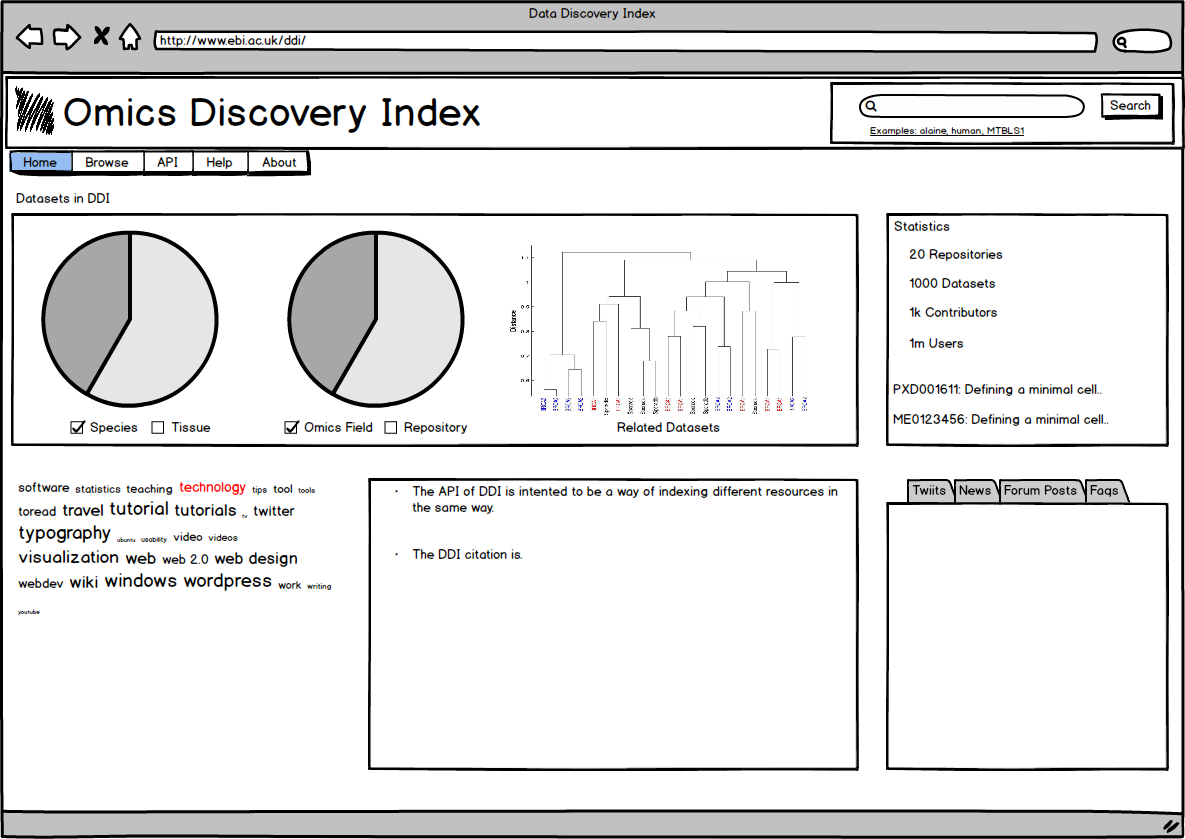 Data Discovery Index
http://www.ebi.ac.uk/ddi/
Omics Discovery Index
Search
Examples: alaine, human, MTBLS1
Home Browse API Help About
Datasets in DDI
Distance
Species Tissue
Omics Field Repository
Related Datasets
Statistics
20 Repositories
1000 Datasets
1k Contributors
1m Users
PXD001611: Defining a minimal cell..
ME0123456: Defining a minimal cell..
software statistics teaching technology tips tool tools
toread travel tutorial tutorials tv twitter
typography ubuntu usability video videos
visualization web web 2.0 web design
webdev wiki windows wordpress work writing
youtube
· The API of DDI is intented to be a way of indexing different resources in
the same way.
· The DDI citation is.
Twiits News Forum Posts Faqs